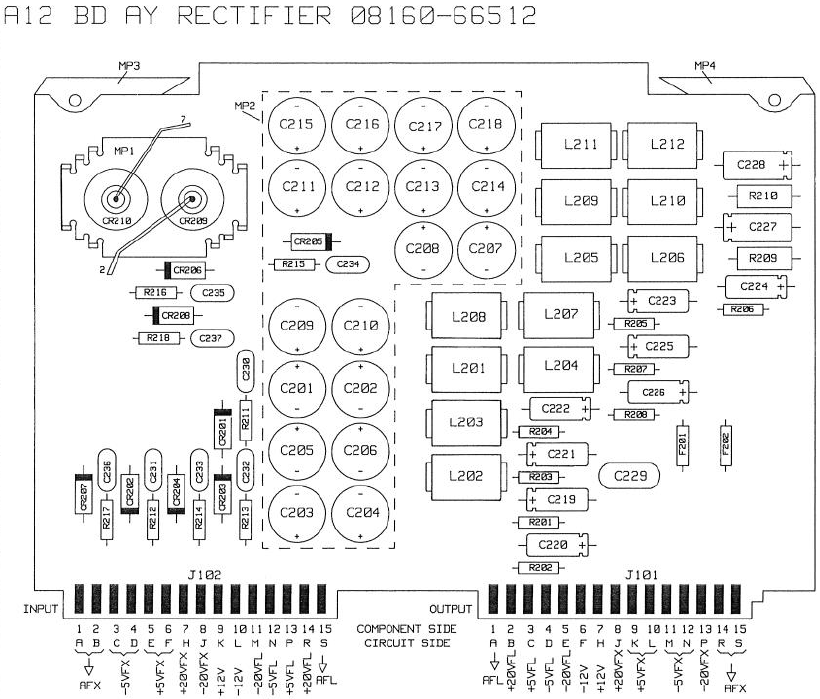 A12 BD AY RECTIFIER 08160-66512
MP3
MP4
MP2
C215 C216 C217 C218
L211 L212
7
MP1
C228
C211 C212 C213 C214
L209 L210
R210
CR210 CR209
C227
CR205
C208 C207
L205 L206
R215 C234
R209
2
CR206
C224
R216 C235
C223
R206
C209 C210
L208 L207
CR208
R205
R218 C237
C225
C230
L201 L204
R207
C201 C202
C226
R211
C222
R208
CR201
L203
R204
F201 F202
C205 C206
C221
C236 C231 C233 C232
L202
R203
C229
CR207 CR202 CR204 CR203
C219
C203 C204
R217 R212 R214 R213
R201
C220
R202
J102
J101
INPUT
OUTPUT
1 2 3 4 5 6 7 8 9 10 11 12 13 14 15
COMPONENT SIDE
1 2 3 4 5 6 7 8 9 10 11 12 13 14 15
A B C D E F H J K L M N P R S
CIRCUIT SIDE
A B C D E F H J K L M N P R S
AFX -5VFX +5VFX +20VFX -20VFX +12V -12V -20VFL -5VFL +5VFL +20VFL AFL
AFL +20VFL +5VFL -5VFL -20VFL -12V +12V +20VFX +5VFX -5VFX -20VFX AFX